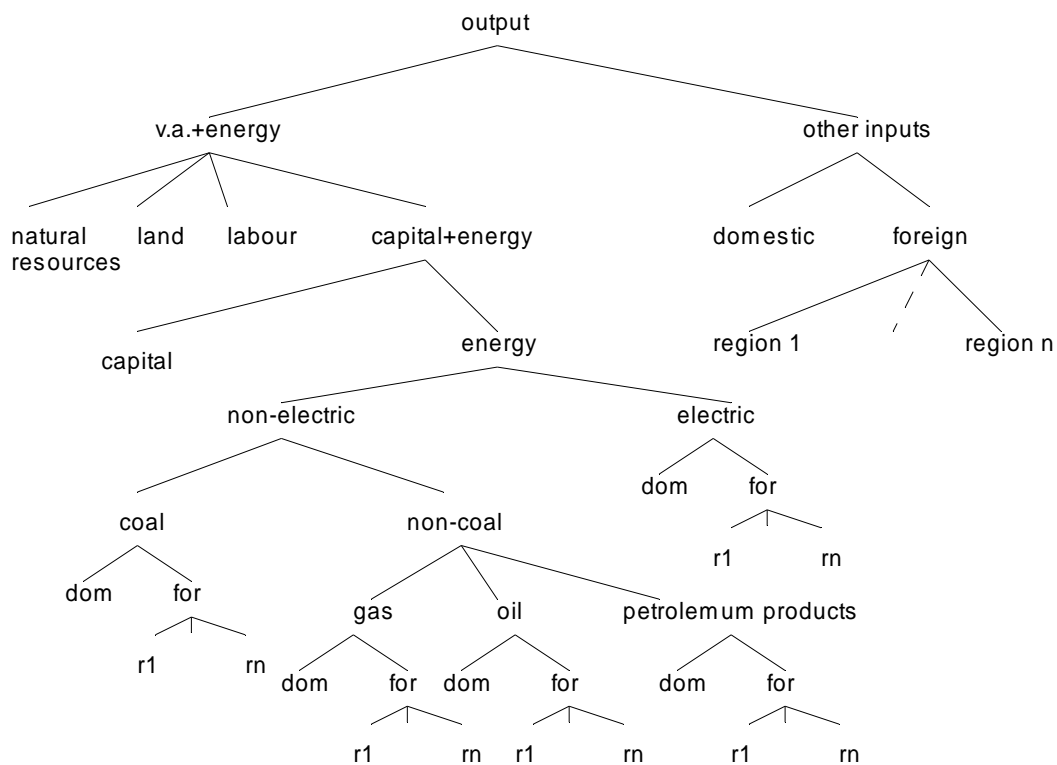 output
v.a.+energy
other inputs
natural
resources
land
labour
capital+energy
domestic
foreign
capital
energy
region 1
region n
non-electric
electric
dom
for
coal
non-coal
r1
rn
dom
for
gas
oil
petrolemum products
r1
rn
dom
for
dom
for
dom
for
r1
rn
r1
rn
r1
rn